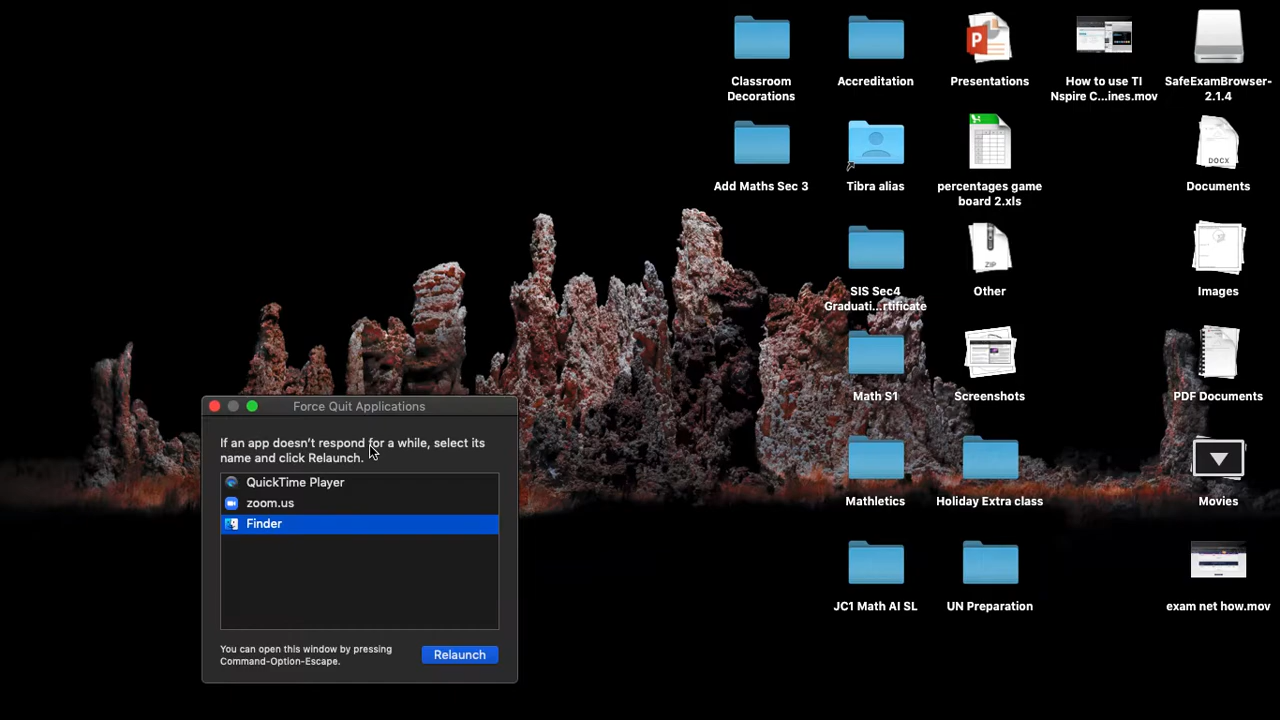 Classroom
Decorations
Accreditation
Presentations
How to use TI
Nspire C...ines.mov
SafeExamBrowser-
2.1.4
Add Maths Sec 3
Tibra alias
percentages game
board 2.xls
DOCX
Documents
SIS Sec4
Graduati...rtificate
ZIP
Other
Images
Math S1
Screenshots
PDF Documents
Mathletics
Holiday Extra class
Movies
JC1 Math AI SL
UN Preparation
exam net how.mov
Force Quit Applications
If an app doesn't respond for a while, select its
name and click Relaunch.
QuickTime Player
zoom.us
Finder
You can open this window by pressing
Command-Option-Escape.
Relaunch